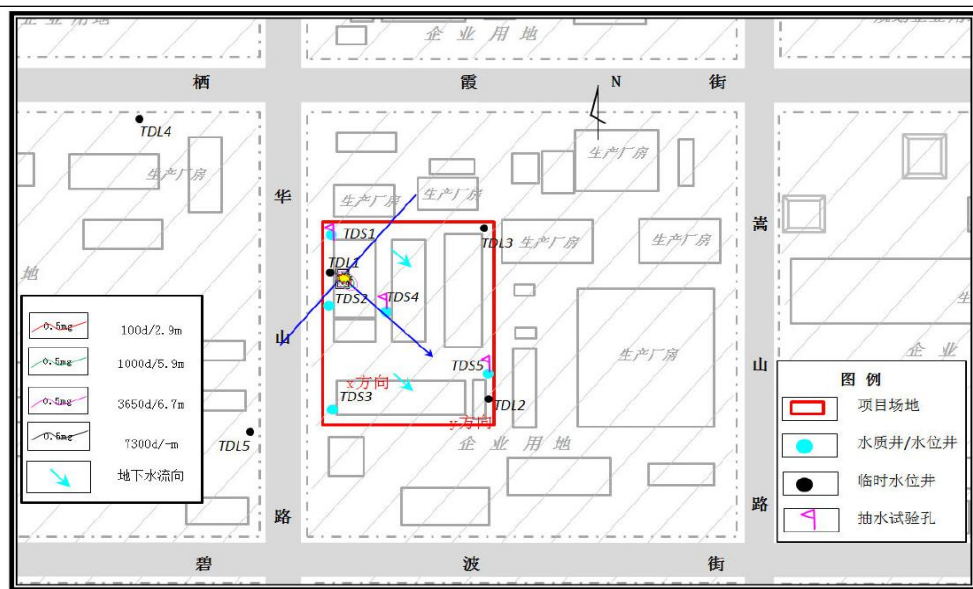 企 业 用 地
栖 霞 街
N
TDL4
生产厂房
生产厂房
华
生产厂房
生产厂房
TDS1
TDL3
嵩
生产厂房
生产厂房
地
TDL1
TDS2
TDS4
0.5mg 100d/2.9m
山
生产厂房
企 业
0.5mg 1000d/5.9m
TDS5
山
图 例
x方向
项目场地
0.5mg 3650d/6.7m
TDS3
TDL2
y方向
0.5mg 7300d/-m
TDL5
企 业 用 地
水质井/水位井
地下水流向
临时水位井
路
路
抽水试验孔
碧 波 街